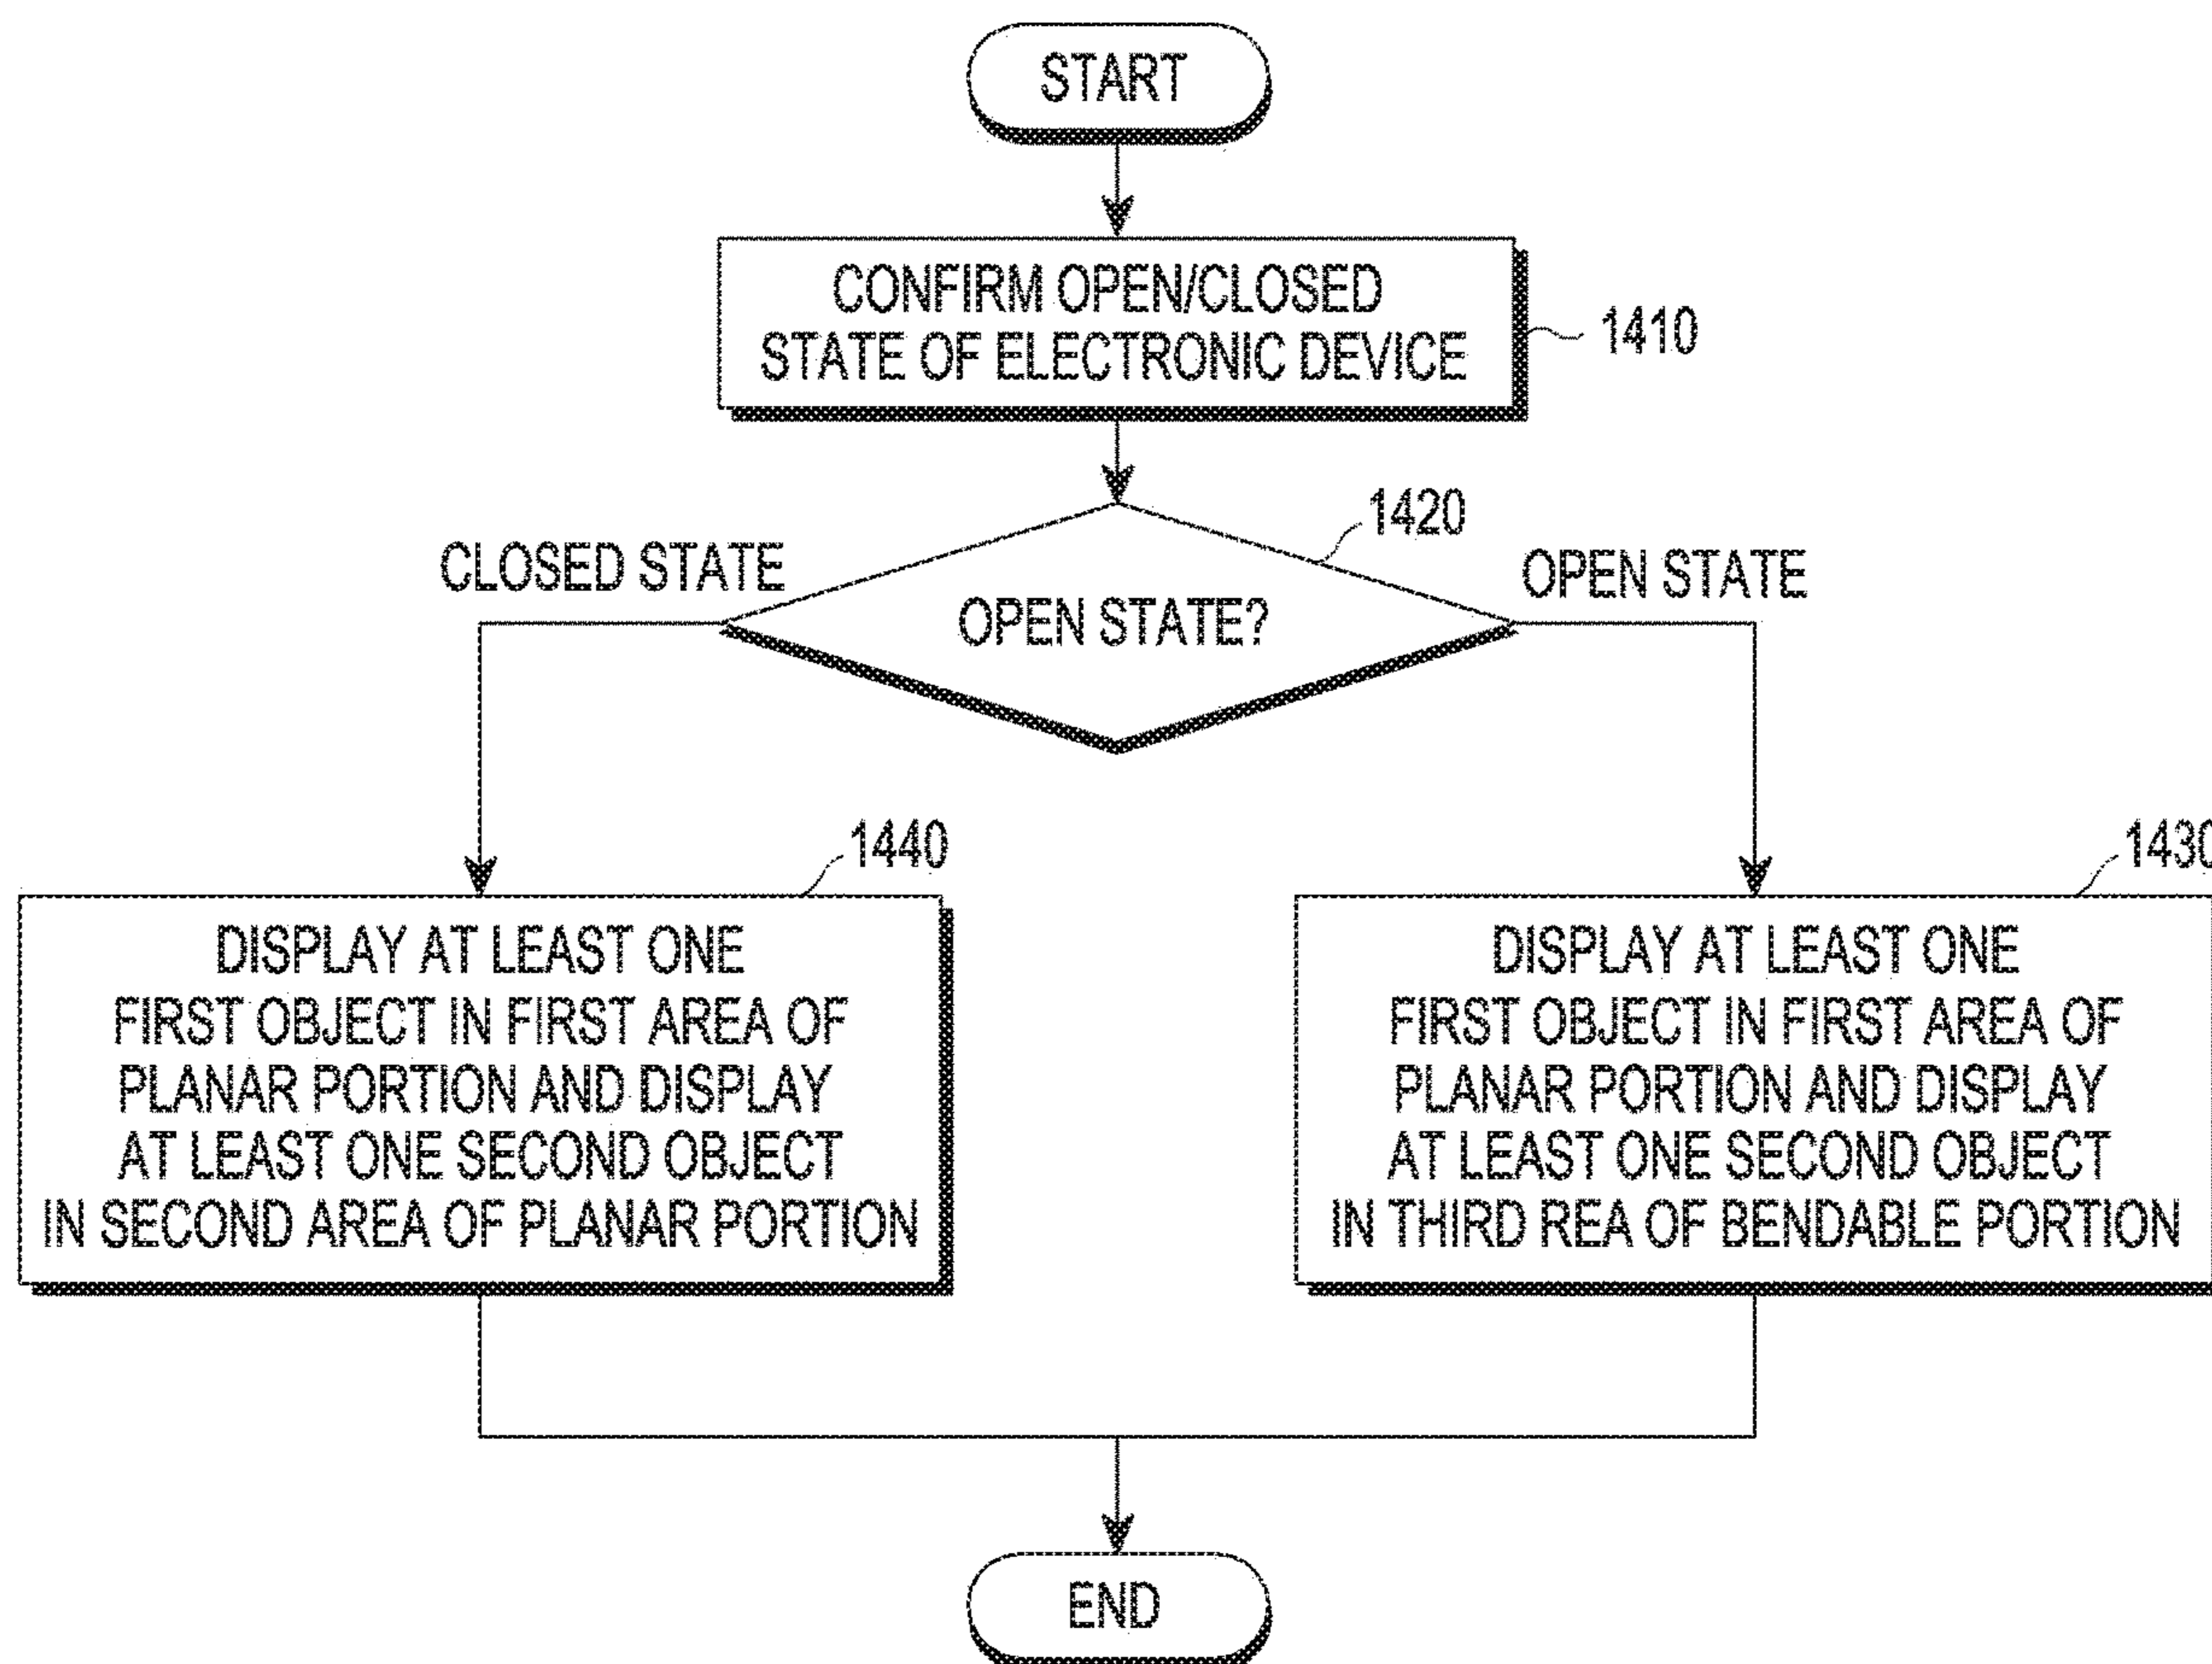 START
CONFIRM OPEN/CLOSED
STATE OF ELECTRONIC DEVICE
1410
1420
CLOSED STATE
OPEN STATE
OPEN STATE?
1440
DISPLAY AT LEAST ONE
FIRST OBJECT IN FIRST AREA OF
PLANAR PORTION AND DISPLAY
AT LEAST ONE SECOND OBJECT
IN SECOND AREA OF PLANAR PORTION
1430
DISPLAY AT LEAST ONE
FIRST OBJECT IN FIRST AREA OF
PLANAR PORTION AND DISPLAY
AT LEAST ONE SECOND OBJECT
IN THIRD REA OF BENDABLE PORTION
END